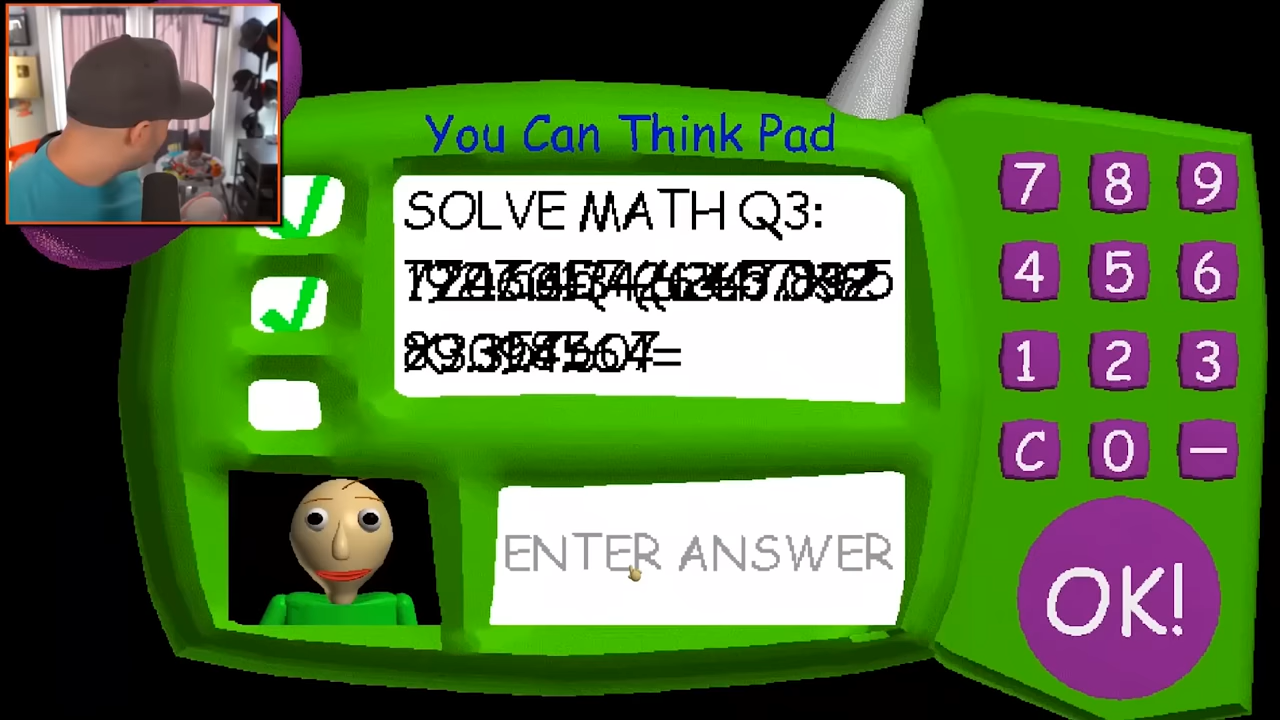 You Can Think Pad
SOLVE MATH Q3:
ENTER ANSWER
7 8 9
4 5 6
1 2 3
C 0 –
OK!